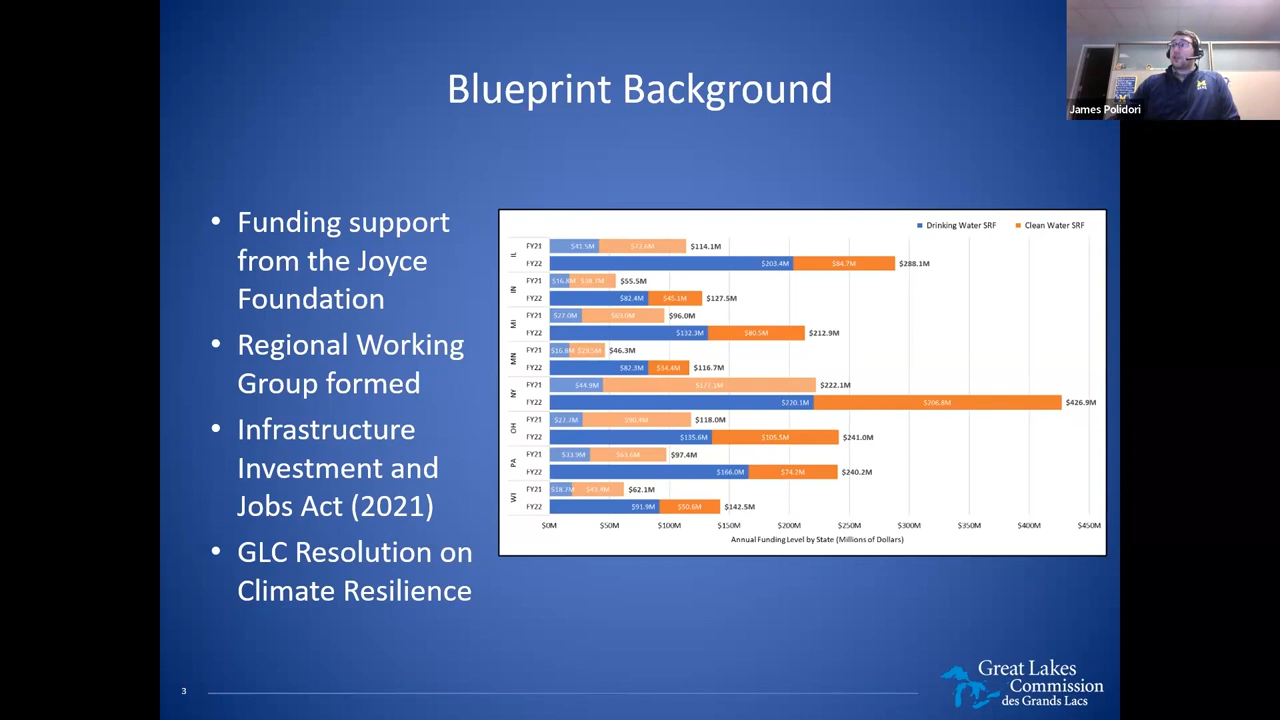 James Polidori
Blueprint Background
• Funding support
from the Joyce
Foundation
• Regional Working
Group formed
• Infrastructure
Investment and
Jobs Act (2021)
• GLC Resolution on
Climate Resilience
Drinking Water SRF Clean Water SRF
IL
FY21 $41.5M $72.6M $114.1M
FY22 $203.4M $84.7M $288.1M
IN
FY21 $16.8M $38.7M $55.5M
FY22 $82.4M $45.1M $127.5M
MI
FY21 $27.0M $69.0M $96.0M
FY22 $132.3M $80.5M $212.9M
MN
FY21 $16.8M $29.5M $46.3M
FY22 $82.3M $34.4M $116.7M
NY
FY21 $44.9M $177.1M $222.1M
FY22 $220.1M $206.8M $426.9M
OH
FY21 $27.7M $90.4M $118.0M
FY22 $135.6M $105.5M $241.0M
PA
FY21 $33.9M $63.6M $97.4M
FY22 $166.0M $74.2M $240.2M
WI
FY21 $18.7M $43.4M $62.1M
FY22 $91.9M $50.6M $142.5M
$0M $50M $100M $150M $200M $250M $300M $350M $400M $450M
Annual Funding Level by State (Millions of Dollars)
3
Great Lakes
Commission
des Grands Lacs